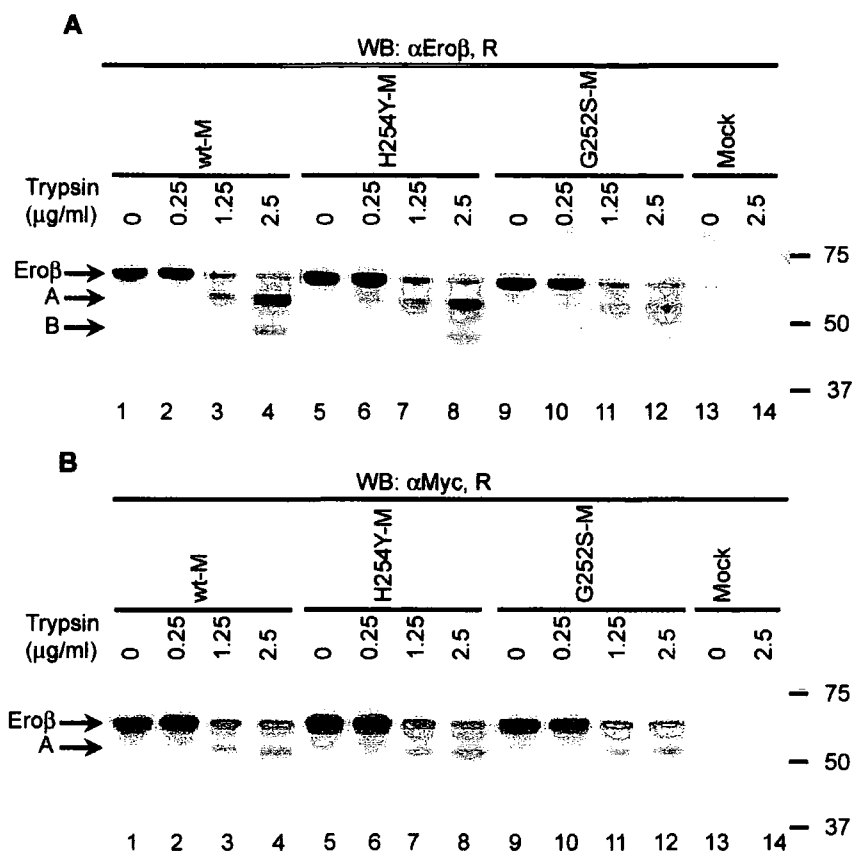 A
WB: αEroβ, R
wt-M H254Y-M G252S-M Mock
Trypsin (μg/ml) 0 0.25 1.25 2.5 0 0.25 1.25 2.5 0 0.25 1.25 2.5 0 2.5
Eroβ
A
B
75
50
37
1 2 3 4 5 6 7 8 9 10 11 12 13 14
B
WB: αMyc, R
wt-M H254Y-M G252S-M Mock
Trypsin (μg/ml) 0 0.25 1.25 2.5 0 0.25 1.25 2.5 0 0.25 1.25 2.5 0 2.5
Eroβ
A
75
50
37
1 2 3 4 5 6 7 8 9 10 11 12 13 14